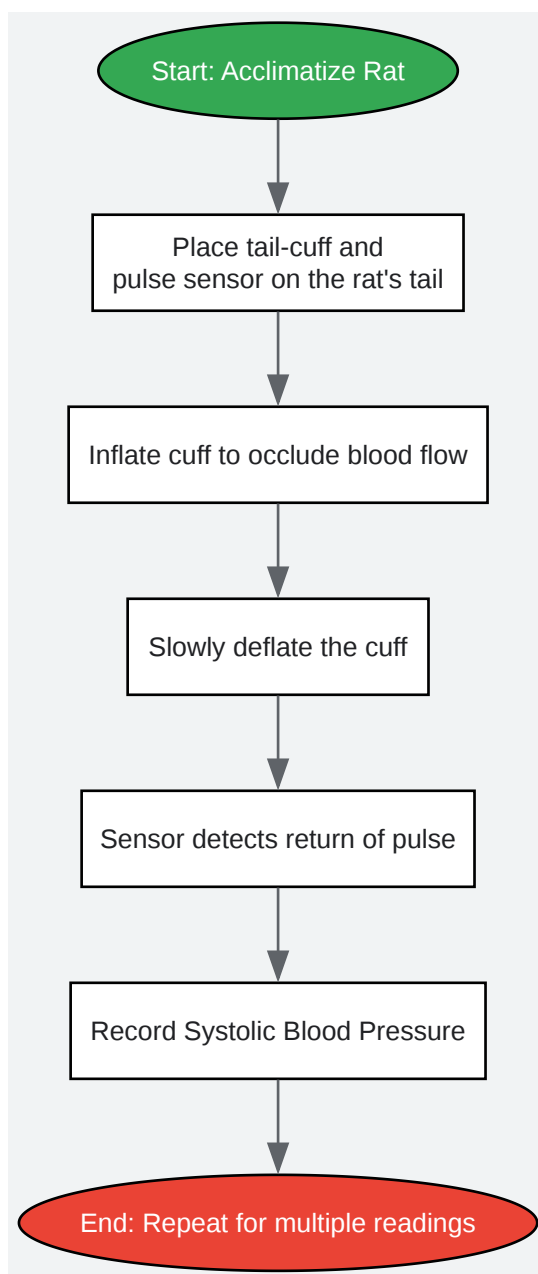 Start: Acclimatize Rat
Place tail-cuff and
pulse sensor on the rat's tail
Inflate cuff to occlude blood flow
Slowly deflate the cuff
Sensor detects return of pulse
Record Systolic Blood Pressure
End: Repeat for multiple readings